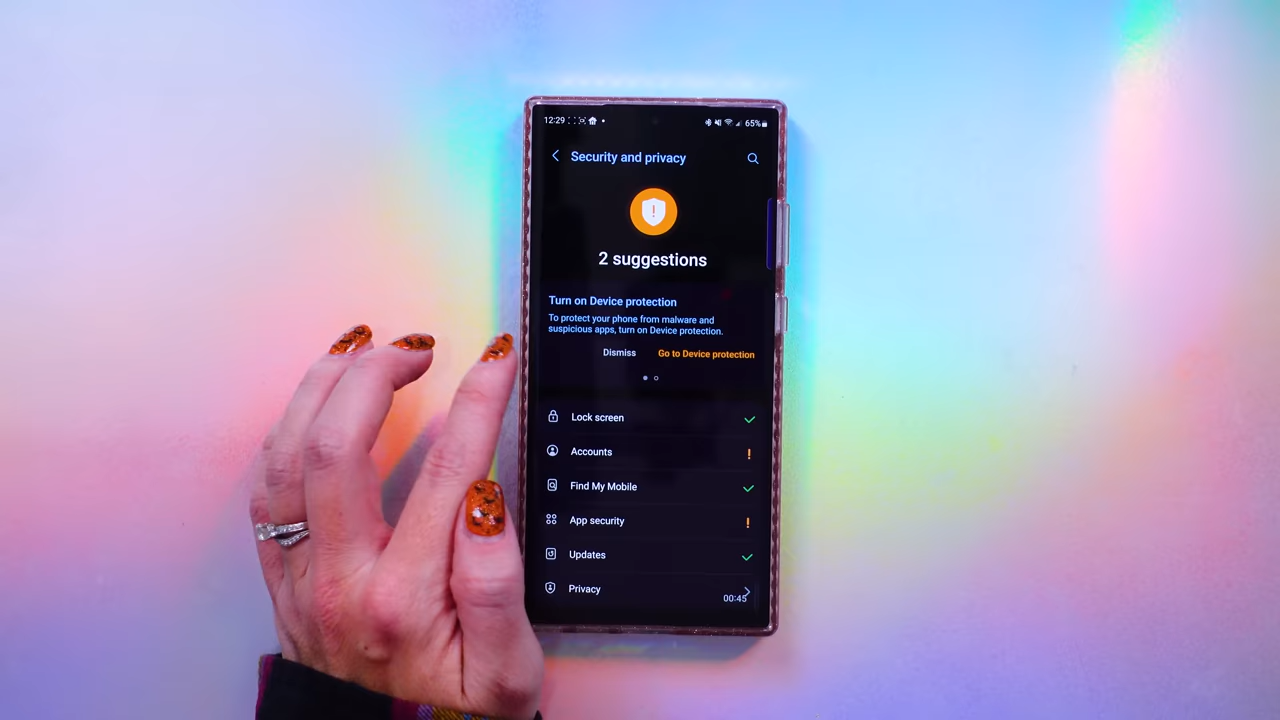 12:29 65%
Security and privacy
2 suggestions
Turn on Device protection
To protect your phone from malware and
suspicious apps, turn on Device protection.
Dismiss Go to Device protection
Lock screen
Accounts
Find My Mobile
App security
Updates
Privacy
00:45